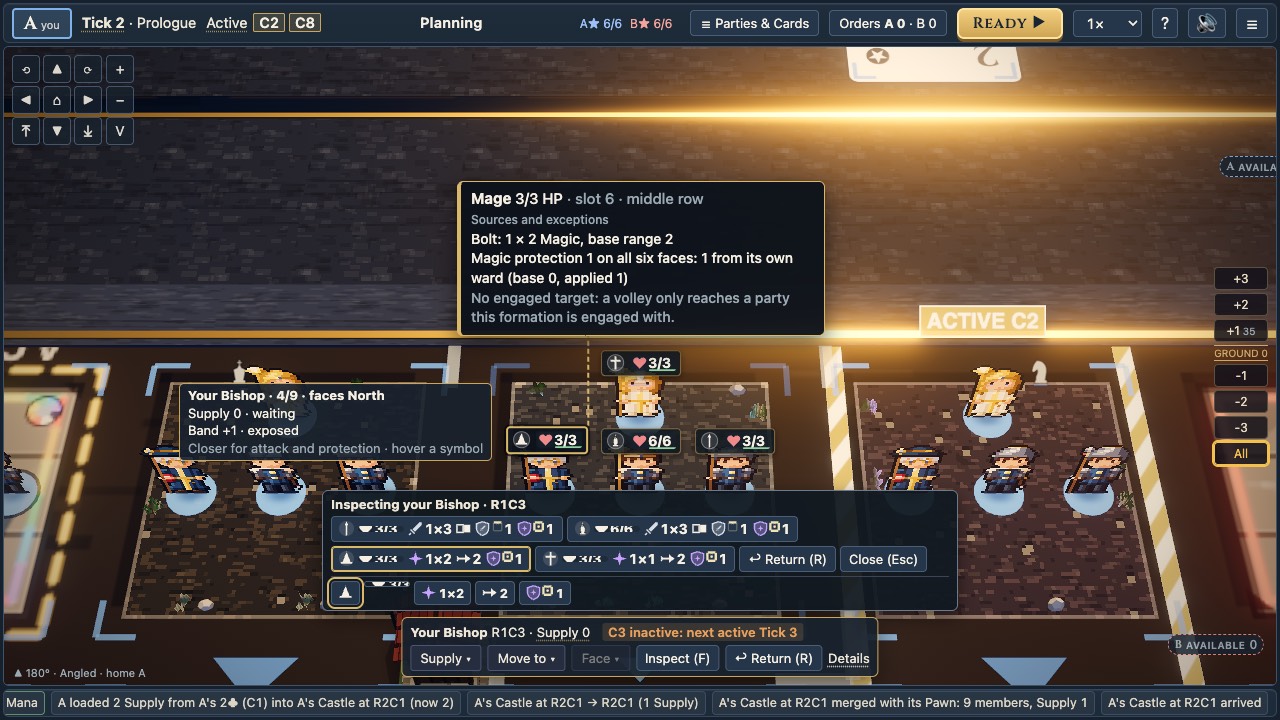 A you Tick 2 · Prologue Active C2 C8 Planning A★ 6/6 B★ 6/6 ≡ Parties & Cards Orders A 0 · B 0 READY ▶ 1× ? ≡
V
A AVAILA
Mage 3/3 HP · slot 6 · middle row
Sources and exceptions
Bolt: 1 × 2 Magic, base range 2
Magic protection 1 on all six faces: 1 from its own
ward (base 0, applied 1)
No engaged target: a volley only reaches a party
this formation is engaged with.
+3
+2
+1 35
GROUND 0
-1
-2
-3
All
ACTIVE C2
3/3
Your Bishop · 4/9 · faces North
Supply 0 · waiting
Band +1 · exposed
Closer for attack and protection · hover a symbol
3/3 6/6 3/3
Inspecting your Bishop · R1C3
3/3 1×3 1 1 6/6 1×3 1 1
3/3 1×2 2 1 3/3 1×1 2 1 ↩ Return (R) Close (Esc)
1×2 2 1
Your Bishop R1C3 · Supply 0 C3 inactive: next active Tick 3
Supply ▾ Move to ▾ Face ▾ Inspect (F) ↩ Return (R) Details
B AVAILABLE 0
▲ 180° · Angled · home A
Mana A loaded 2 Supply from A's 2♣ (C1) into A's Castle at R2C1 (now 2) A's Castle at R2C1 → R2C1 (1 Supply) A's Castle at R2C1 merged with its Pawn: 9 members, Supply 1 A's Castle at R2C1 arrived